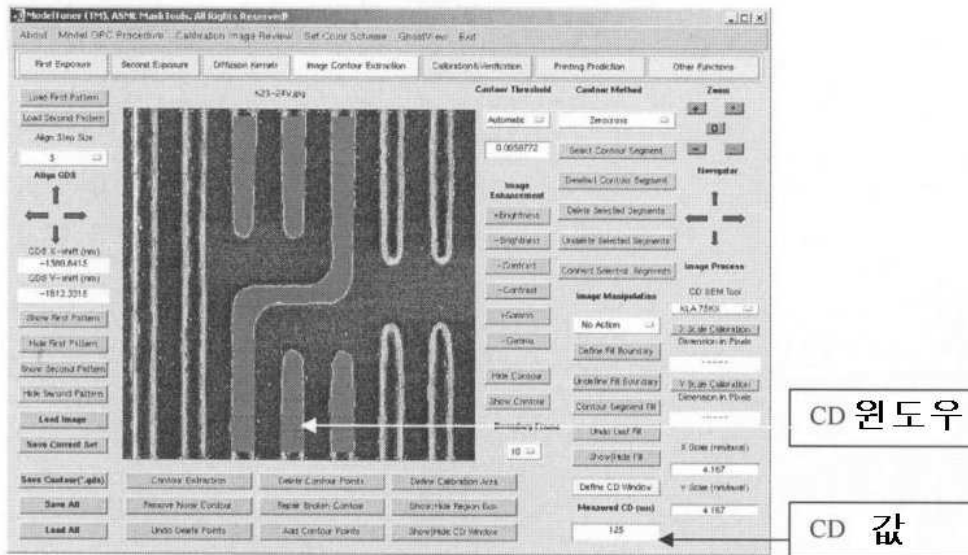 ModelTuner (TM), ASML MaskTools, All Rights Reserved!
About Model OPC Procedure Calibration Image Review Set Color Scheme GhostView Exit
First Exposure Second Exposure Diffusion Kernels Image Contour Extraction Calibration&Verification Printing Prediction Other Functions
Load First Pattern
Load Second Pattern
Align Step Size
5
Align GDS
GDS X-shift (nm)
GDS Y-shift (nm)
Show First Pattern
Hide First Pattern
Show Second Pattern
Hide Second Pattern
Load Image
Save Current Set
Save Contour(*.gds)
Save All
Load All
Contour Threshold
Automatic
0.0058772
Image Enhancement
+Brightness
-Brightness
-Contrast
+Gamma
-Gamma
Hide Contour
Show Contour
Boundary Frame
10
Contour Method
Zerocross
Select Contour Segment
Deselect Contour Segment
Delete Selected Segments
Undelete Selected Segments
Connect Selected Segments
Image Manipulation
No Action
Define Fill Boundary
Undefine Fill Boundary
Contour Segment Fill
Undo Last Fill
Show/Hide Fill
Define CD Window
Measured CD (nm)
125
Zoom
Navigator
Image Process
CD SEM Tool
X Scale Calibration
Dimension in Pixels
Y Scale Calibration
Dimension in Pixels
X Scale (nm/pixel)
4.167
Y Scale (nm/pixel)
4.167
Contour Extraction Delete Contour Points Define Calibration Area
Remove Noise Contour Repair Broken Contour Show/Hide Region Box
Undo Delete Points Add Contour Points Show/Hide CD Window
CD 윈도우
CD 값